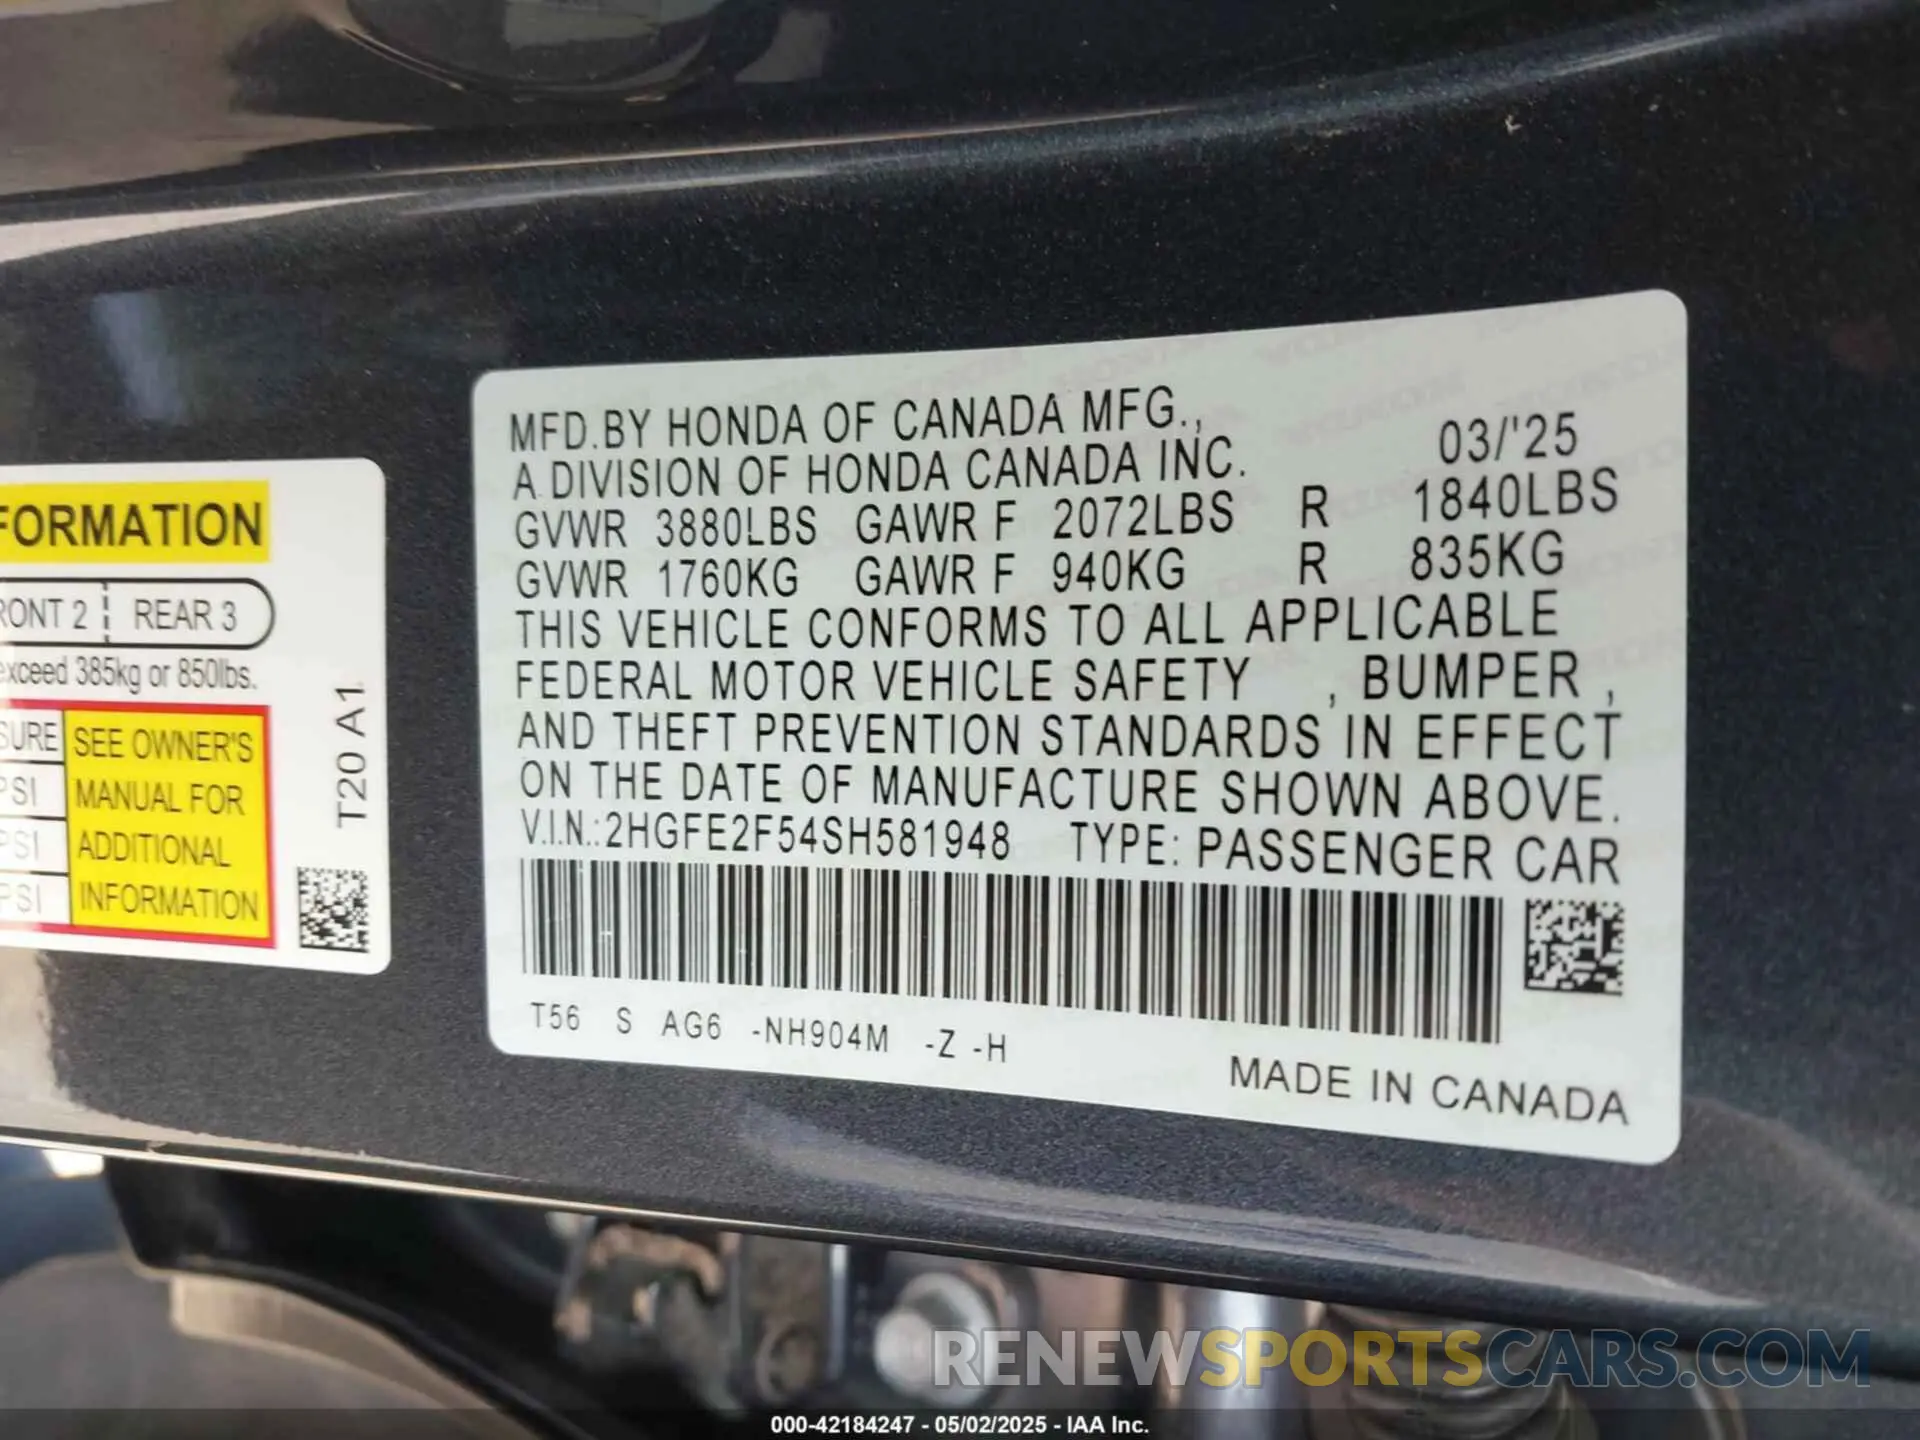 FORMATION
RONT 2 REAR 3
exceed 385kg or 850lbs.
SURE
PSI
PSI
PSI
SEE OWNER'S
MANUAL FOR
ADDITIONAL
INFORMATION
T20 A1
MFD.BY HONDA OF CANADA MFG.,
A DIVISION OF HONDA CANADA INC. 03/'25
GVWR 3880LBS GAWR F 2072LBS R 1840LBS
GVWR 1760KG GAWR F 940KG R 835KG
THIS VEHICLE CONFORMS TO ALL APPLICABLE
FEDERAL MOTOR VEHICLE SAFETY , BUMPER ,
AND THEFT PREVENTION STANDARDS IN EFFECT
ON THE DATE OF MANUFACTURE SHOWN ABOVE.
V.I.N.:2HGFE2F54SH581948 TYPE: PASSENGER CAR
T56 S AG6 -NH904M -Z -H
MADE IN CANADA
RENEWSPORTSCARS.COM
000-42184247 - 05/02/2025 - IAA Inc.